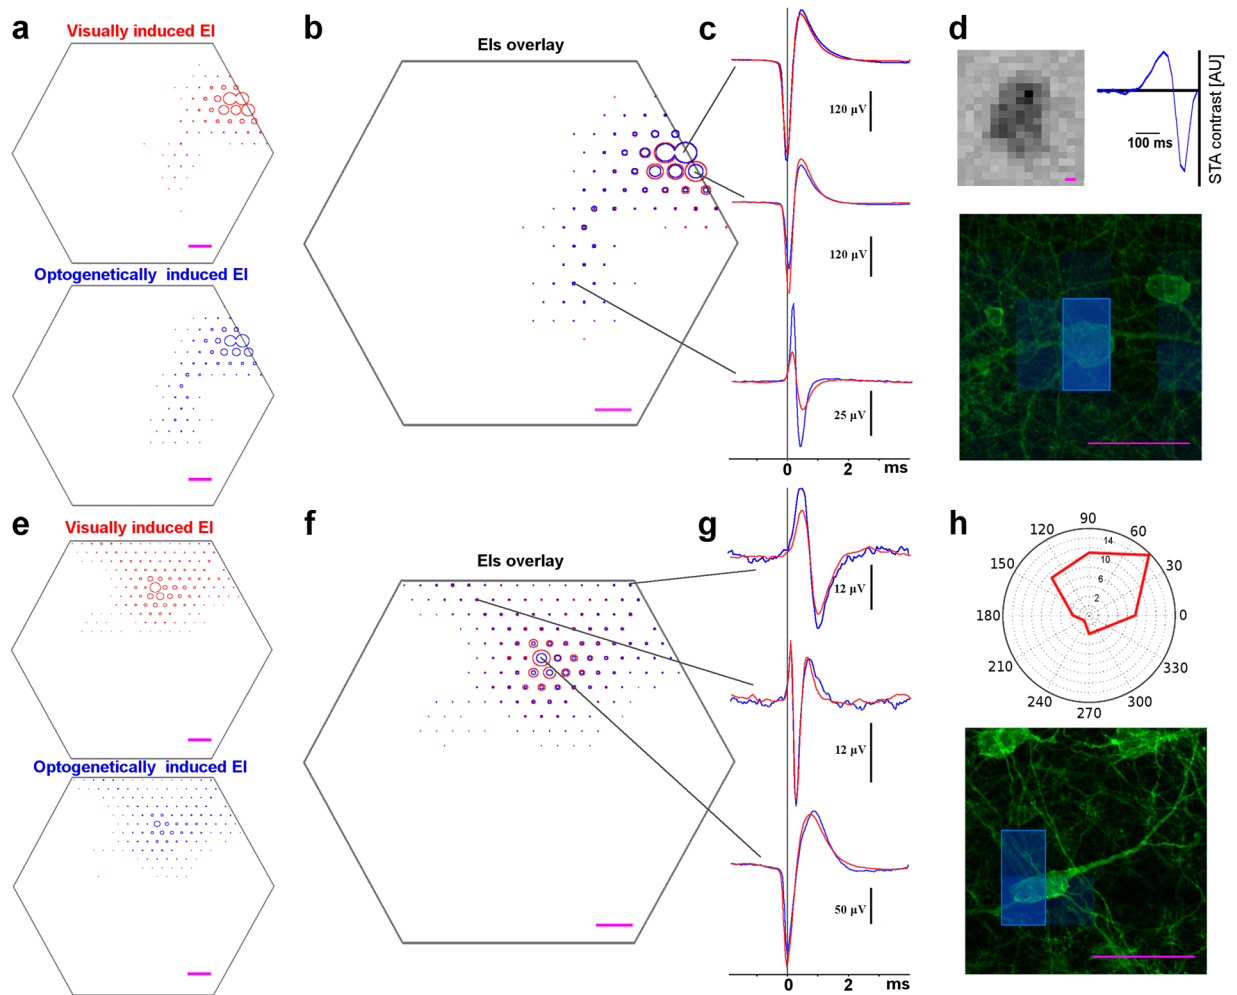 a
Visually induced EI
Optogenetically induced EI
b
EIs overlay
c
120 µV
120 µV
25 µV
0 2 ms
d
100 ms
STA contrast [AU]
e
Visually induced EI
Optogenetically induced EI
f
EIs overlay
g
12 µV
12 µV
50 µV
0 2 ms
h
90
120 60
150 30
180 0
210 330
240 300
270
14
10
6
2